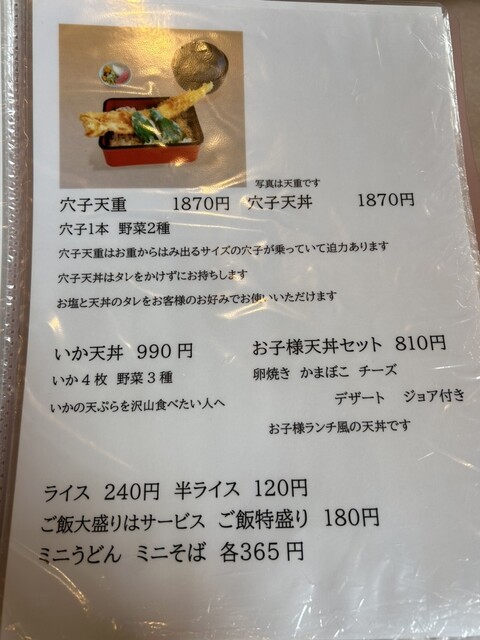 写真は天重です
穴子天重 1870円 穴子天丼 1870円
穴子1本 野菜2種
穴子天重はお重からはみ出るサイズの穴子が乗っていて迫力あります
穴子天丼はタレをかけずにお持ちします
お塩と天丼のタレをお客様のお好みでお使いいただけます
いか天丼 990円 お子様天丼セット 810円
いか4枚 野菜3種 卵焼き かまぼこ チーズ
デザート ジョア付き
いかの天ぷらを沢山食べたい人へ
お子様ランチ風の天丼です
ライス 240円 半ライス 120円
ご飯大盛りはサービス ご飯特盛り 180円
ミニうどん ミニそば 各365円